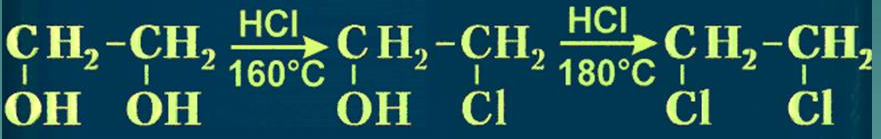 HCl HCl
CH₂–CH₂ → CH₂–CH₂ → CH₂–CH₂
160°C 180°C
OH OH OH Cl Cl Cl